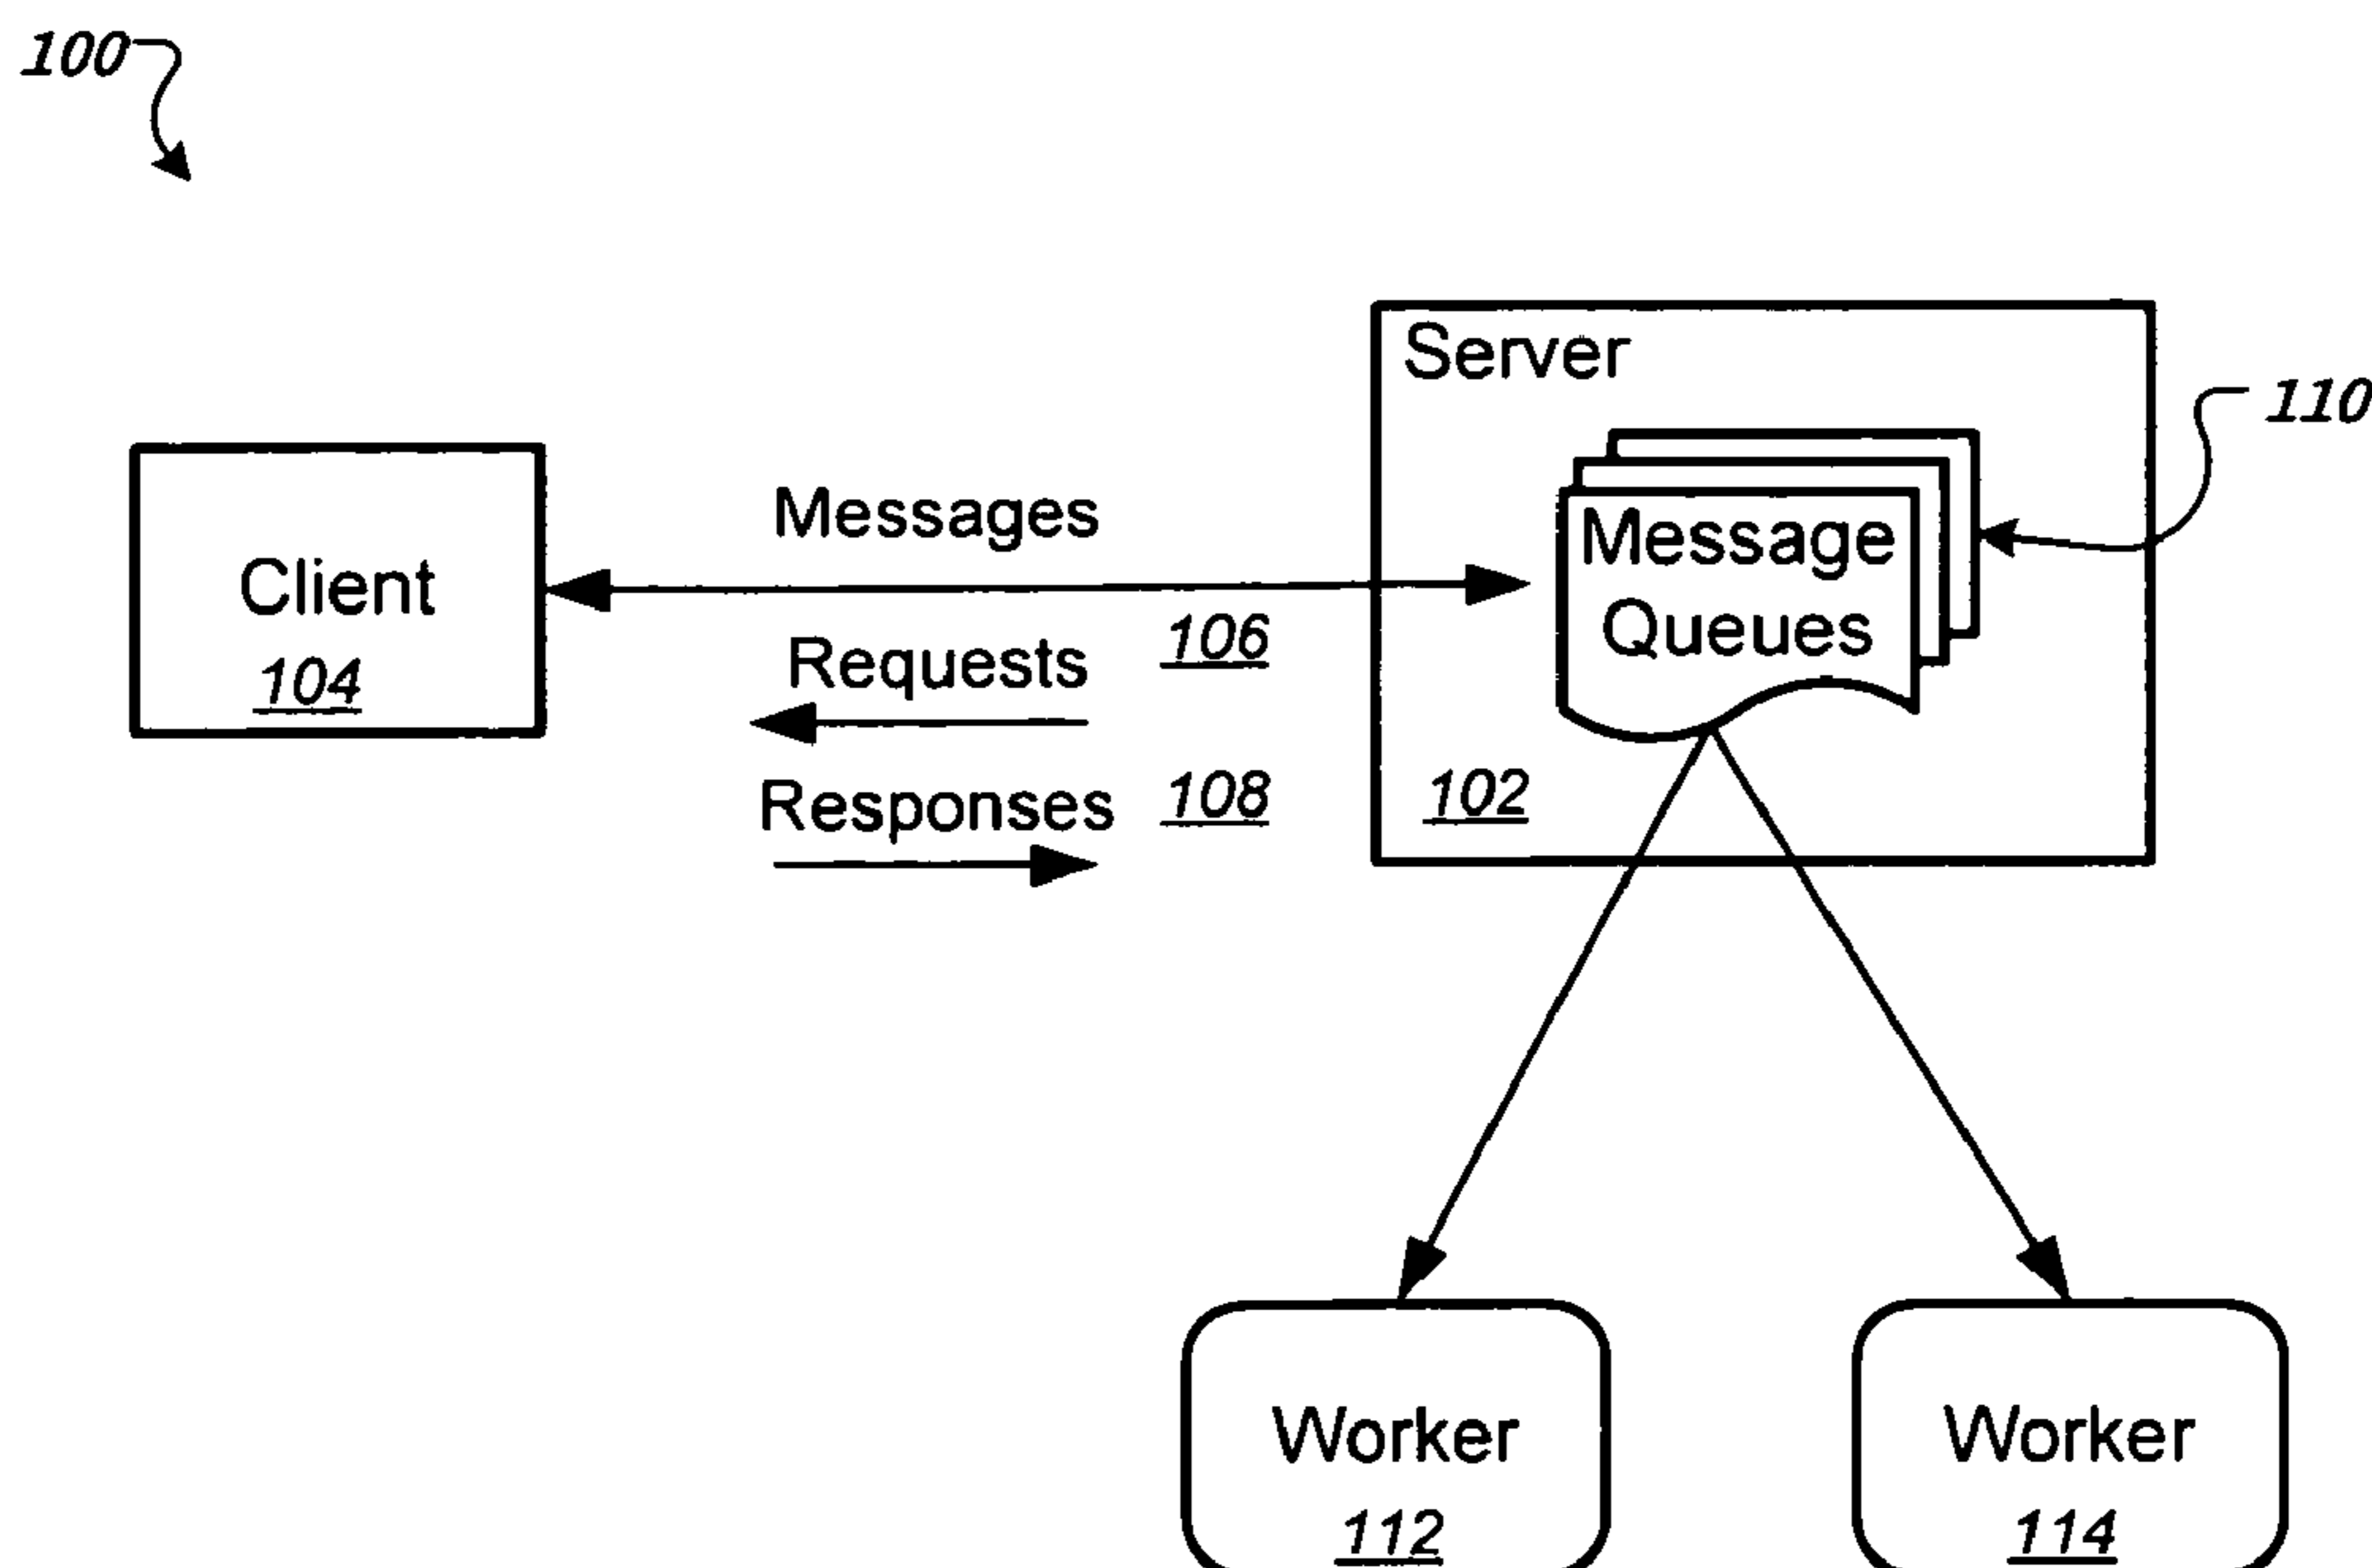 100
Server
110
Messages
Message
Queues
Client
104
106
Requests
Responses
108
102
Worker
112
Worker
114